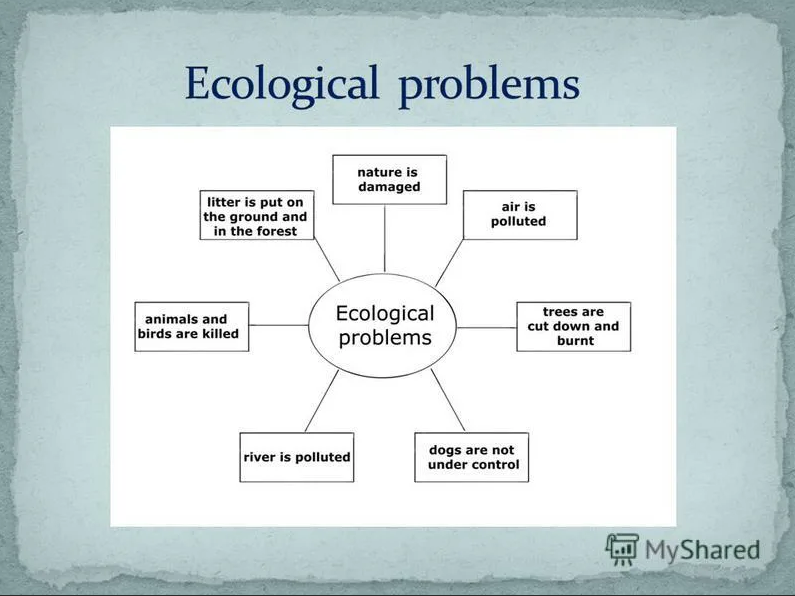 Ecological problems
nature is
damaged
litter is put on
the ground and
in the forest
air is
polluted
Ecological
problems
animals and
birds are killed
trees are
cut down and
burnt
river is polluted
dogs are not
under control
MyShared